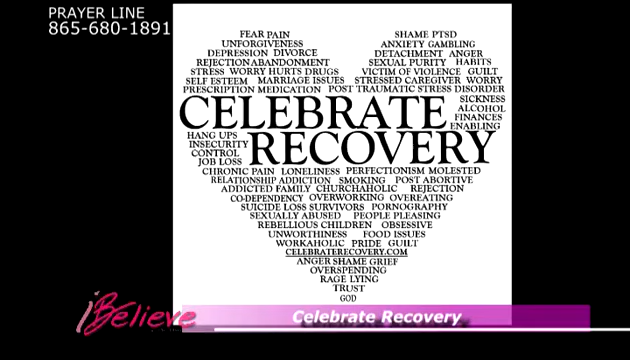 PRAYER LINE
865-680-1891
FEAR PAIN SHAME PTSD
UNFORGIVENESS ANXIETY GAMBLING
DEPRESSION DIVORCE DETACHMENT ANGER
REJECTION ABANDONMENT SEXUAL PURITY HABITS
STRESS WORRY HURTS DRUGS VICTIM OF VIOLENCE GUILT
SELF ESTEEM MARRIAGE ISSUES STRESSED CAREGIVER WORRY
PRESCRIPTION MEDICATION POST TRAUMATIC STRESS DISORDER
CELEBRATE
SICKNESS
ALCOHOL
FINANCES
ENABLING
HANG UPS
INSECURITY
CONTROL
JOB LOSS
RECOVERY
CHRONIC PAIN LONELINESS PERFECTIONISM MOLESTED
RELATIONSHIP ADDICTION SMOKING POST ABORTIVE
ADDICTED FAMILY CHURCHAHOLIC REJECTION
CO-DEPENDENCY OVERWORKING OVEREATING
SUICIDE LOSS SURVIVORS PORNOGRAPHY
SEXUALLY ABUSED PEOPLE PLEASING
REBELLIOUS CHILDREN OBSESSIVE
UNWORTHINESS FOOD ISSUES
WORKAHOLIC PRIDE GUILT
CELEBRATERECOVERY.COM
ANGER SHAME GRIEF
OVERSPENDING
RAGE LYING
TRUST
GOD
iBelieve
Celebrate Recovery